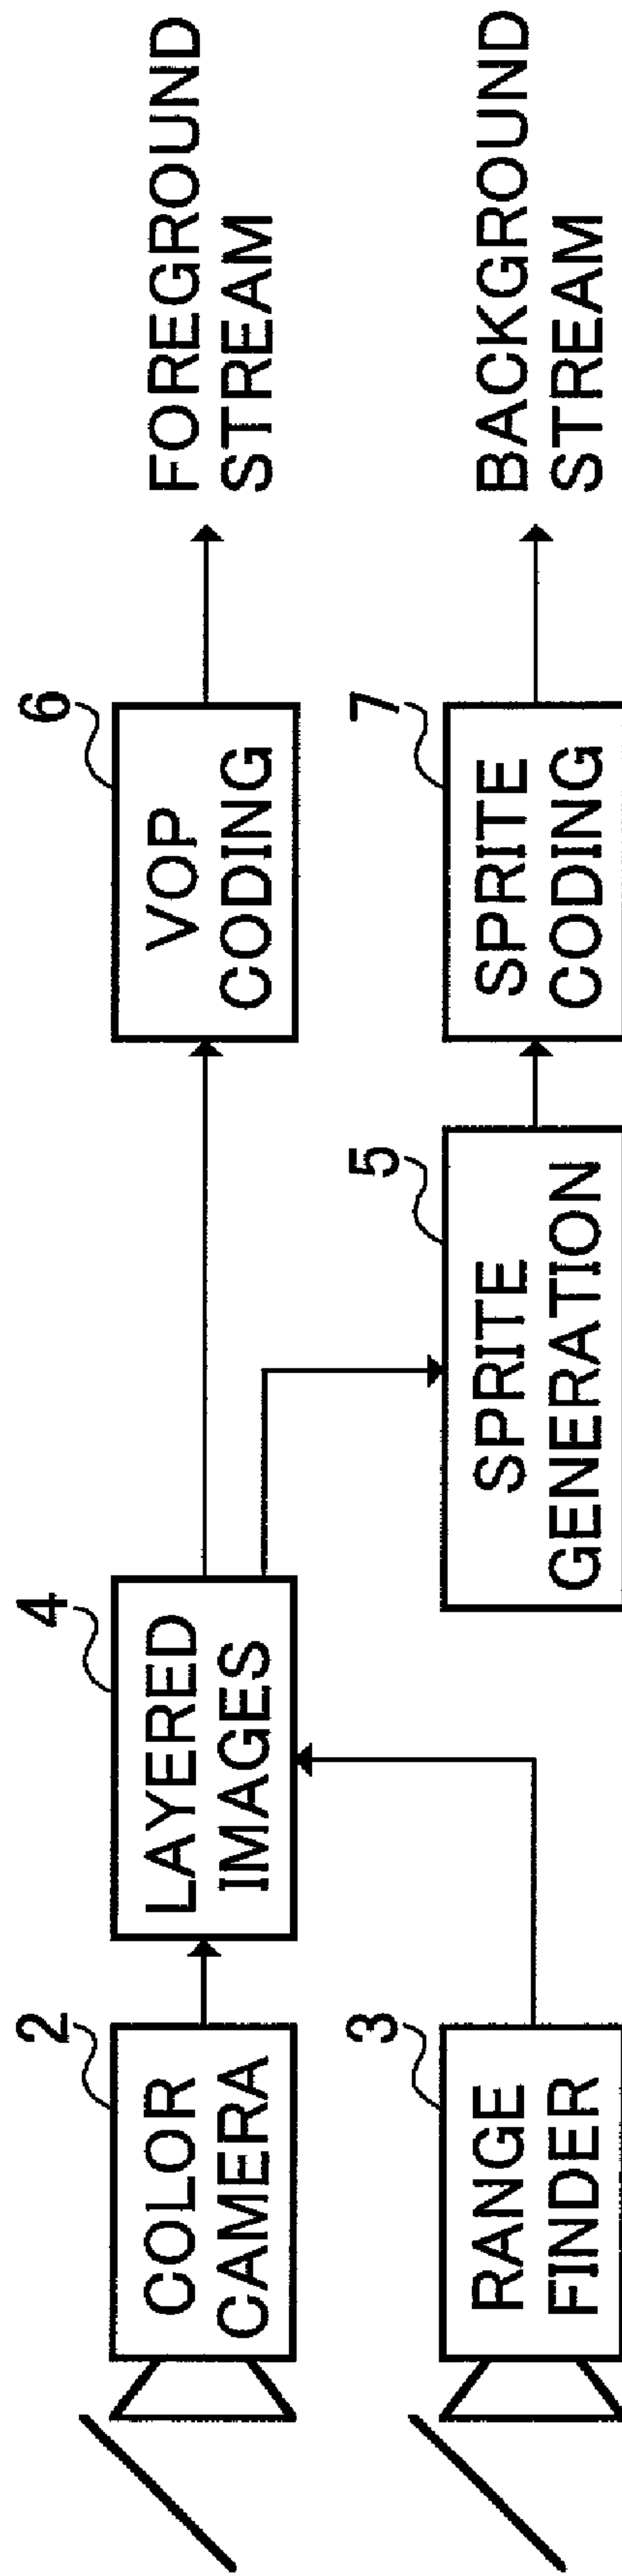 2
COLOR
CAMERA
4
LAYERED
IMAGES
6
VOP
CODING
FOREGROUND
STREAM
3
RANGE
FINDER
5
SPRITE
GENERATION
7
SPRITE
CODING
BACKGROUND
STREAM